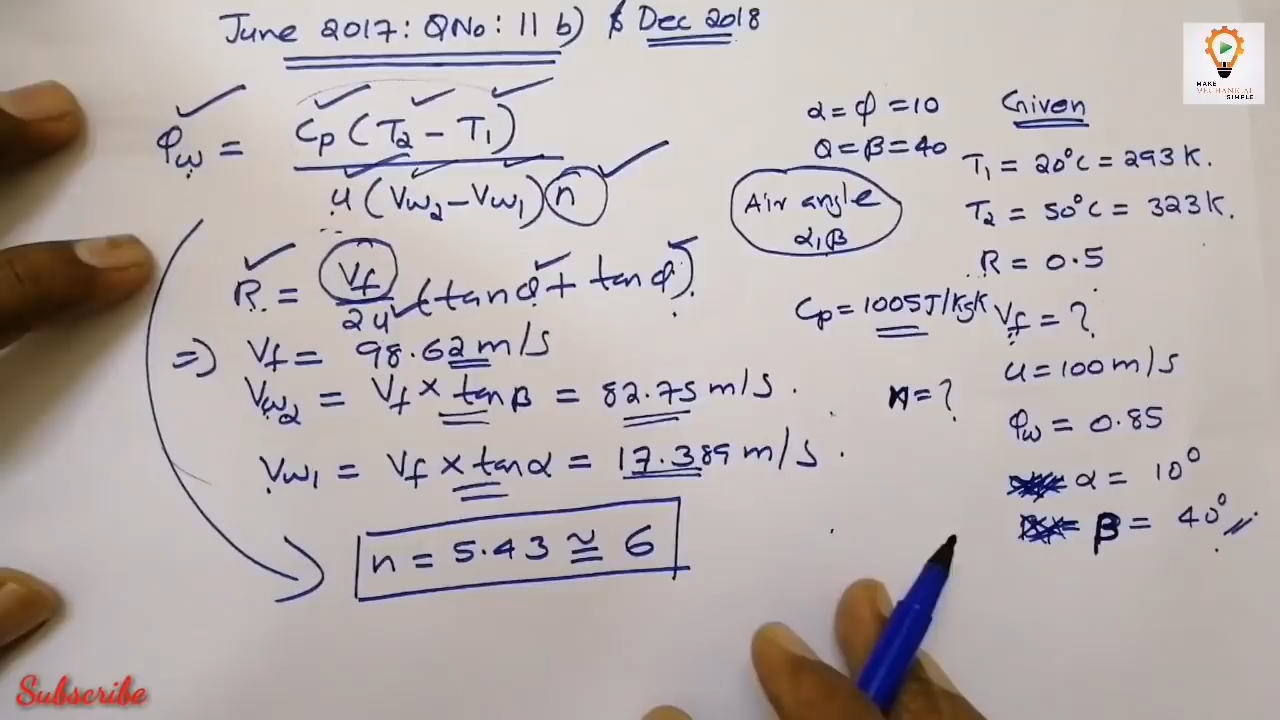 June 2017: QNo: 11 b) & Dec 2018
MAKE
MECHANICAL
SIMPLE
φw = Cp (T2 - T1)
u (Vw2 - Vw1) n
R = Vf (tan θ + tan φ)
2u
=) Vf = 98.62 m/s
Vw2 = Vf × tan β = 82.75 m/s.
Vw1 = Vf × tan α = 17.389 m/s.
n = 5.43 ≅ 6
α = φ = 10
θ = β = 40
Air angle
α, β
Cp = 1005 J/kgK
n = ?
Given
T1 = 20°C = 293 K.
T2 = 50°C = 323 K.
R = 0.5
Vf = ?
u = 100 m/s
φw = 0.85
α = 10°
β = 40°
Subscribe